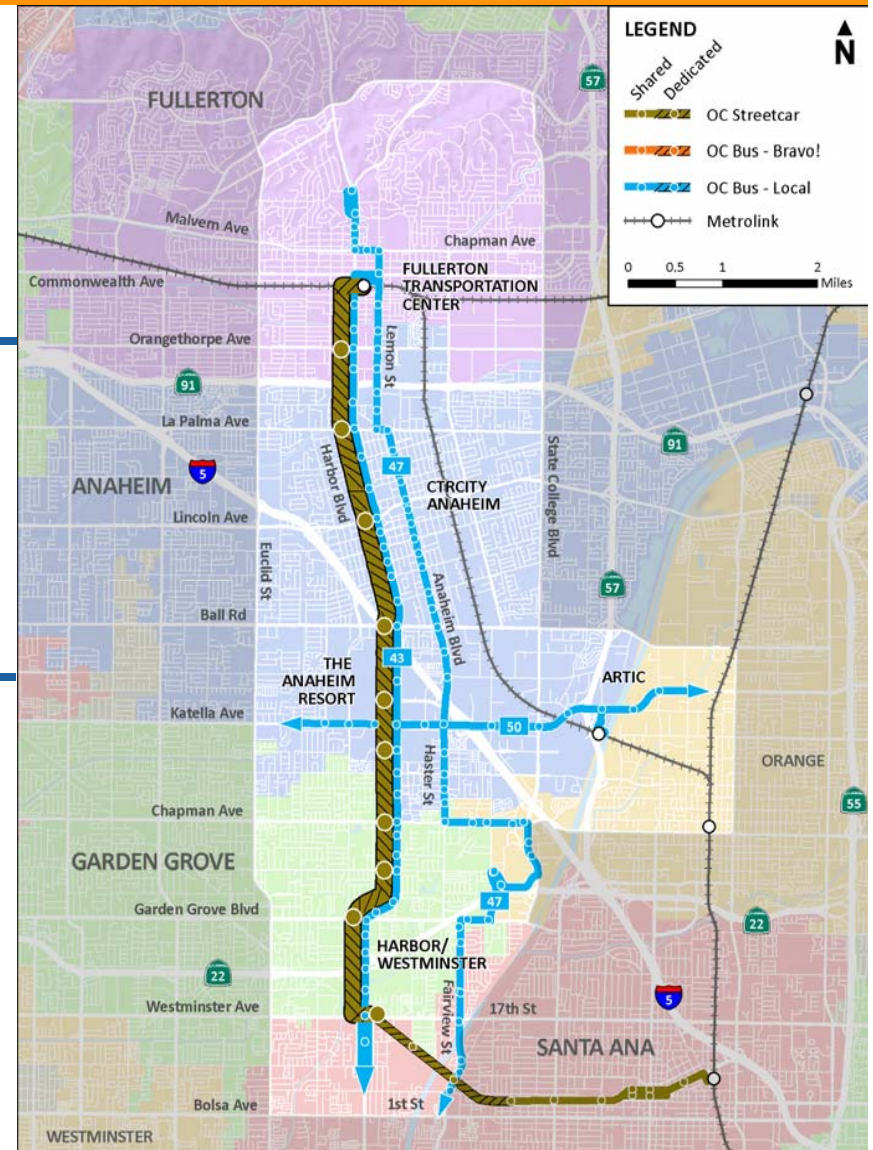 LEGEND
N
Shared
Dedicated
OC Streetcar
OC Bus - Bravo!
OC Bus - Local
Metrolink
0 0.5 1 2
Miles
57
FULLERTON
Malvern Ave
Chapman Ave
Commonwealth Ave
FULLERTON
TRANSPORTATION
CENTER
Orangethorpe Ave
Lemon St
91
La Palma Ave
91
5
47
Harbor Blvd
State College Blvd
ANAHEIM
CTRCITY
ANAHEIM
Lincoln Ave
Euclid St
Anaheim Blvd
57
Ball Rd
43
THE
ANAHEIM
RESORT
ARTIC
Katella Ave
50
Haster St
ORANGE
55
Chapman Ave
GARDEN GROVE
47
Garden Grove Blvd
22
HARBOR/
WESTMINSTER
22
Fairview St
5
Westminster Ave
17th St
SANTA ANA
Bolsa Ave
1st St
WESTMINSTER